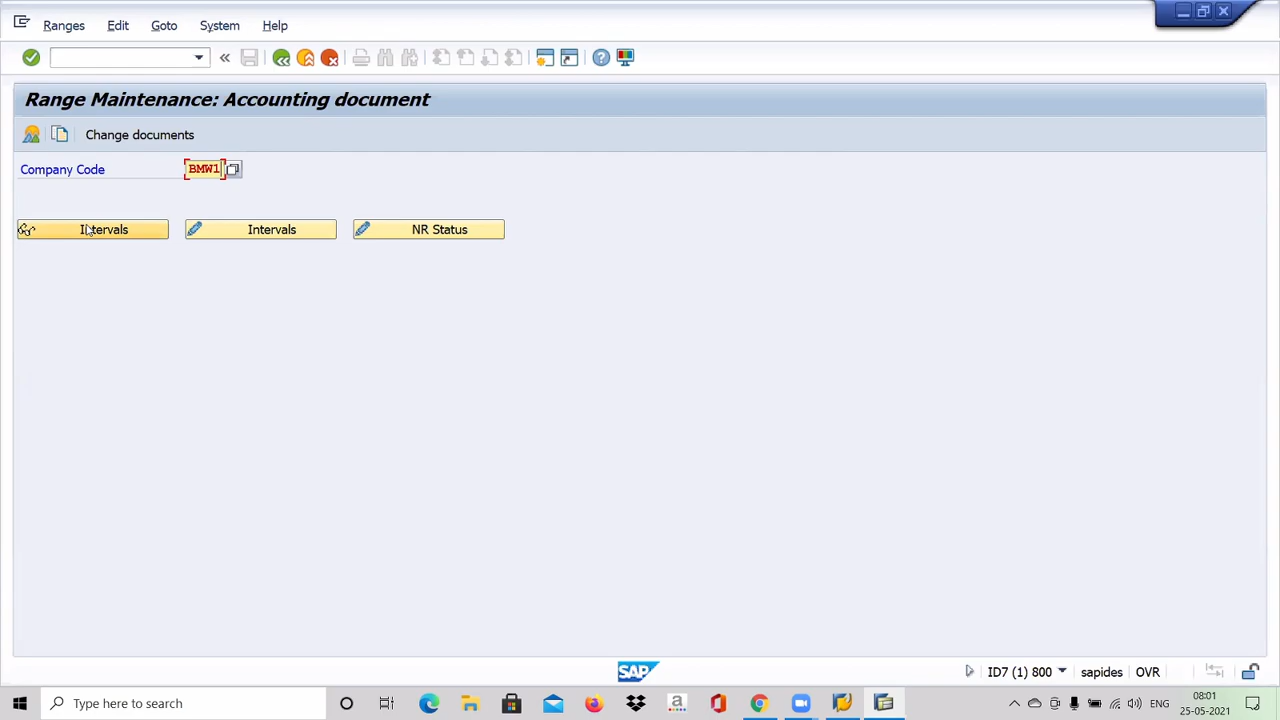 Ranges Edit Goto System Help
Range Maintenance: Accounting document
Change documents
Company Code BMW1
Intervals Intervals NR Status
SAP
ID7 (1) 800 sapides OVR
Type here to search
a
ENG
08:01
25-05-2021